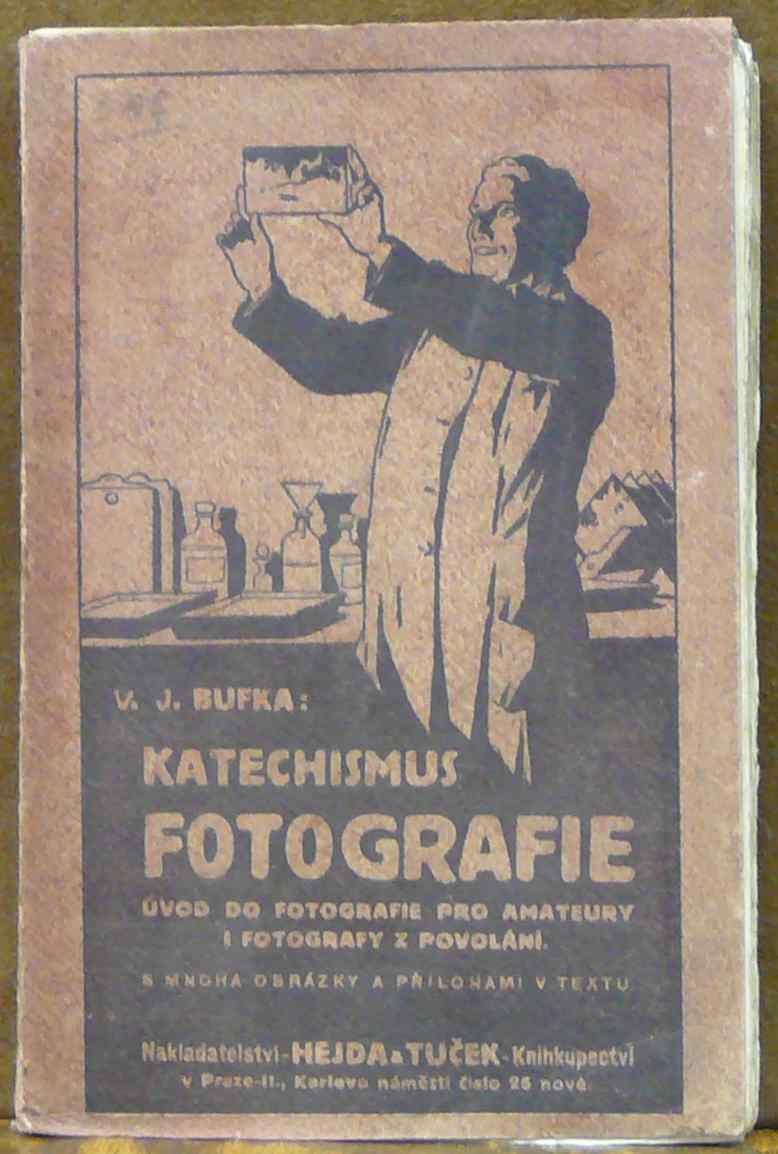 V. J. BUFKA:
KATECHISMUS
FOTOGRAFIE
ÚVOD DO FOTOGRAFIE PRO AMATEURY
I FOTOGRAFY Z POVOLÁNÍ.
S MNOHA OBRÁZKY A PŘÍLOHAMI V TEXTU
Nakladatelství-HEJDA & TUČEK-Knihkupectví
v Praze-II., Karlovo náměstí číslo 26 nové.